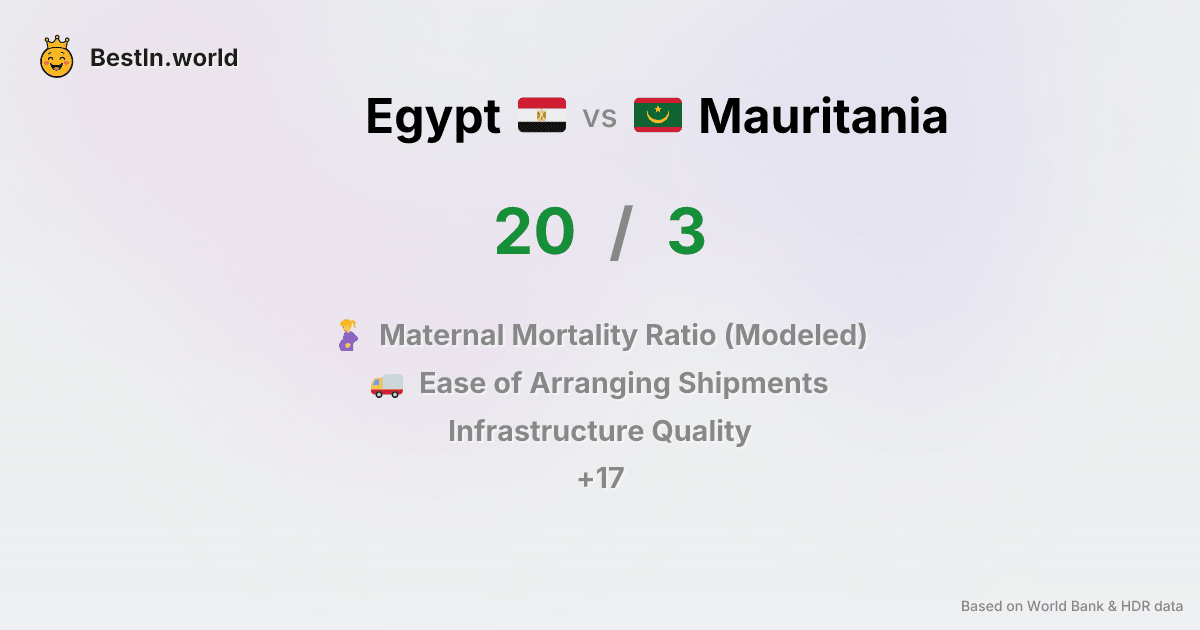 BestIn.world
Egypt vs Mauritania
20 / 3
Maternal Mortality Ratio (Modeled)
Ease of Arranging Shipments
Infrastructure Quality
+17
Based on World Bank & HDR data